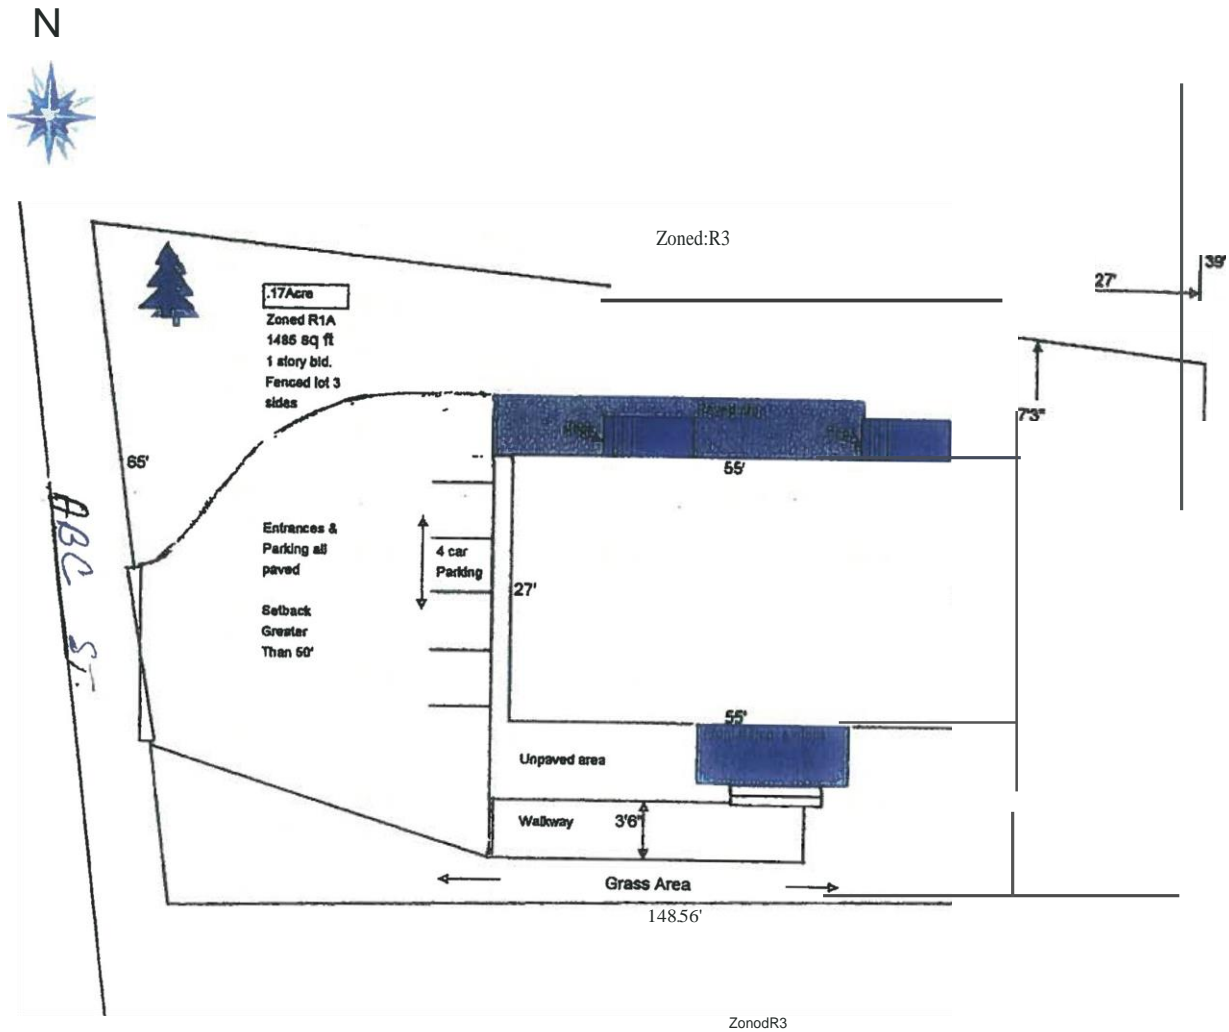 N
Zoned:R3
27'
39'
.17Acre
Zoned R1A
1485 sq ft
1 story bld.
Fenced lot 3
sides
7'3"
65'
55'
ABC ST.
Entrances &
Parking all
paved
4 car
Parking
27'
Setback
Greater
Than 50'
55'
Unpaved area
Walkway
3'6"
Grass Area
148.56'
ZonodR3